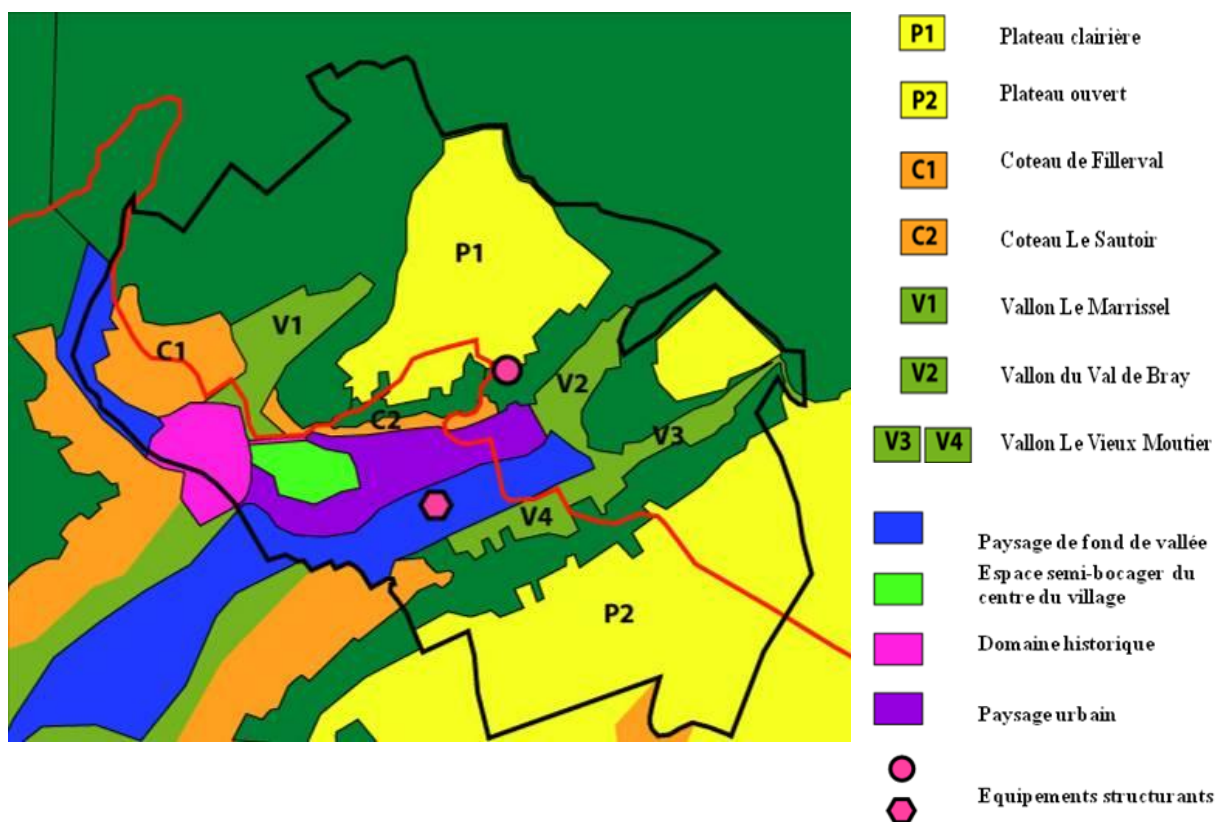 P1
V1
C1
V2
C2
V3
V4
P2
P1 Plateau clairière
P2 Plateau ouvert
C1 Coteau de Fillerval
C2 Coteau Le Sautoir
V1 Vallon Le Marrissel
V2 Vallon du Val de Bray
V3 V4 Vallon Le Vieux Moutier
Paysage de fond de vallée
Espace semi-bocager du
centre du village
Domaine historique
Paysage urbain
Equipements structurants